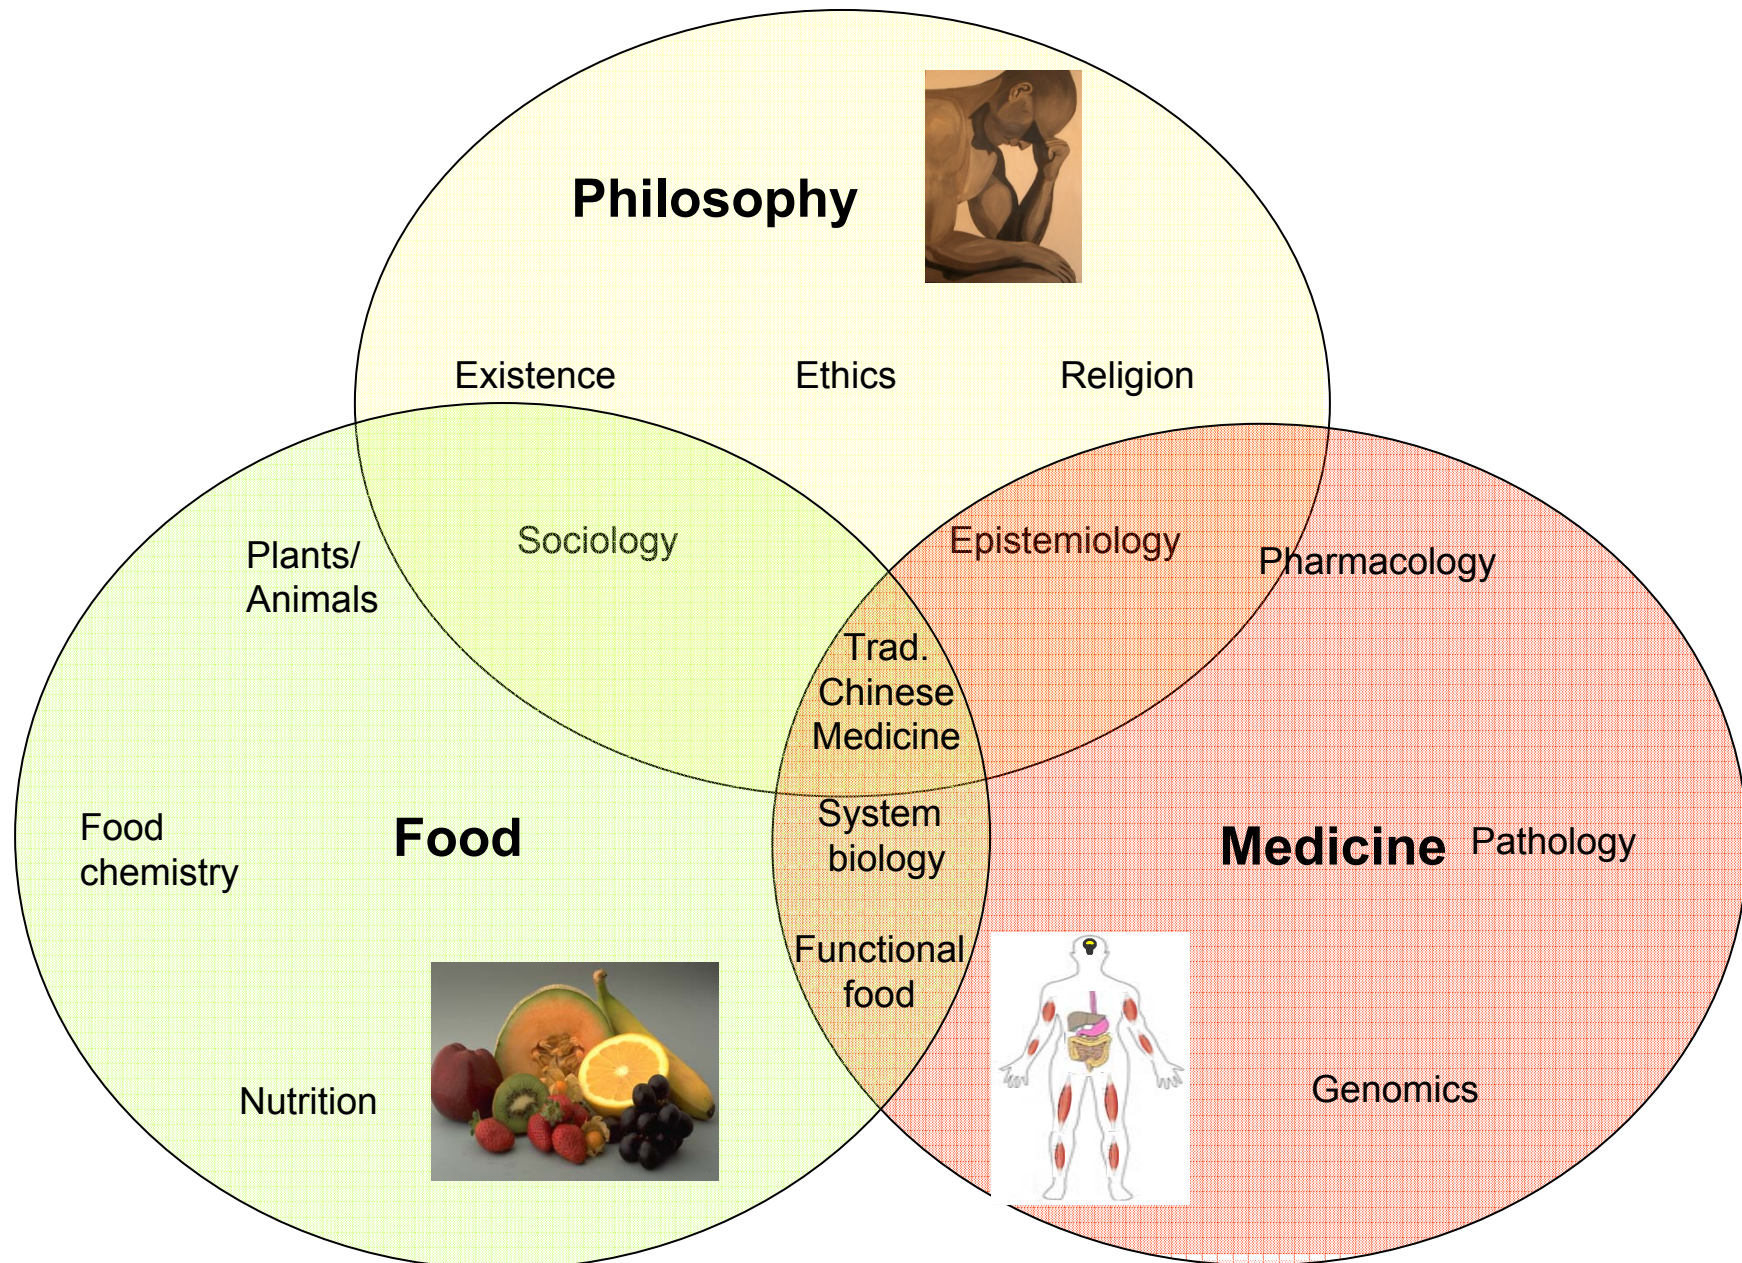 Philosophy
Existence
Ethics
Religion
Sociology
Epistemiology
Plants/
Animals
Pharmacology
Trad.
Chinese
Medicine
Food
chemistry
Food
System
biology
Medicine
Pathology
Functional
food
Nutrition
Genomics